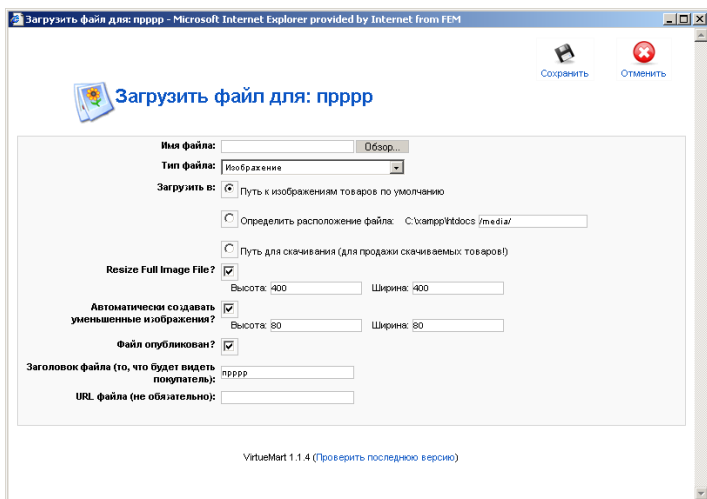 Загрузить файл для: прррр - Microsoft Internet Explorer provided by Internet from FEM
Сохранить Отменить
Загрузить файл для: прррр
Имя файла: Обзор...
Тип файла: Изображение
Загрузить в: Путь к изображениям товаров по умолчанию
Определить расположение файла: C:\xampp\htdocs /media/
Путь для скачивания (для продажи скачиваемых товаров!)
Resize Full Image File?
Высота: 400 Ширина: 400
Автоматически создавать
уменьшенные изображения?
Высота: 80 Ширина: 80
Файл опубликован?
Заголовок файла (то, что будет видеть
покупатель): прррр
URL файла (не обязательно):
VirtueMart 1.1.4 (Проверить последнюю версию)